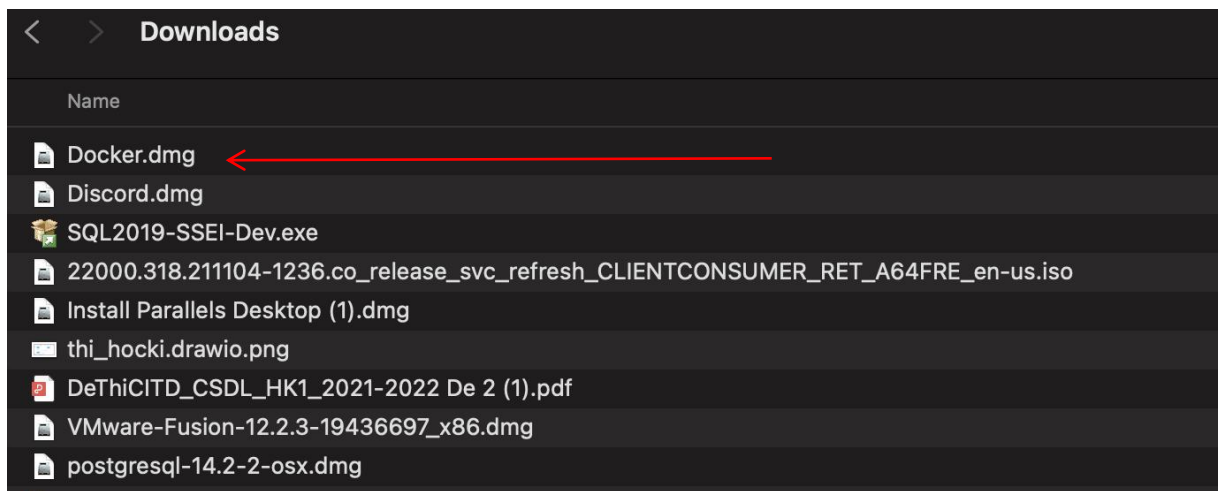 Downloads
Name
Docker.dmg
Discord.dmg
SQL2019-SSEI-Dev.exe
22000.318.211104-1236.co_release_svc_refresh_CLIENTCONSUMER_RET_A64FRE_en-us.iso
Install Parallels Desktop (1).dmg
thi_hocki.drawio.png
DeThiCITD_CSDL_HK1_2021-2022 De 2 (1).pdf
VMware-Fusion-12.2.3-19436697_x86.dmg
postgresql-14.2-2-osx.dmg